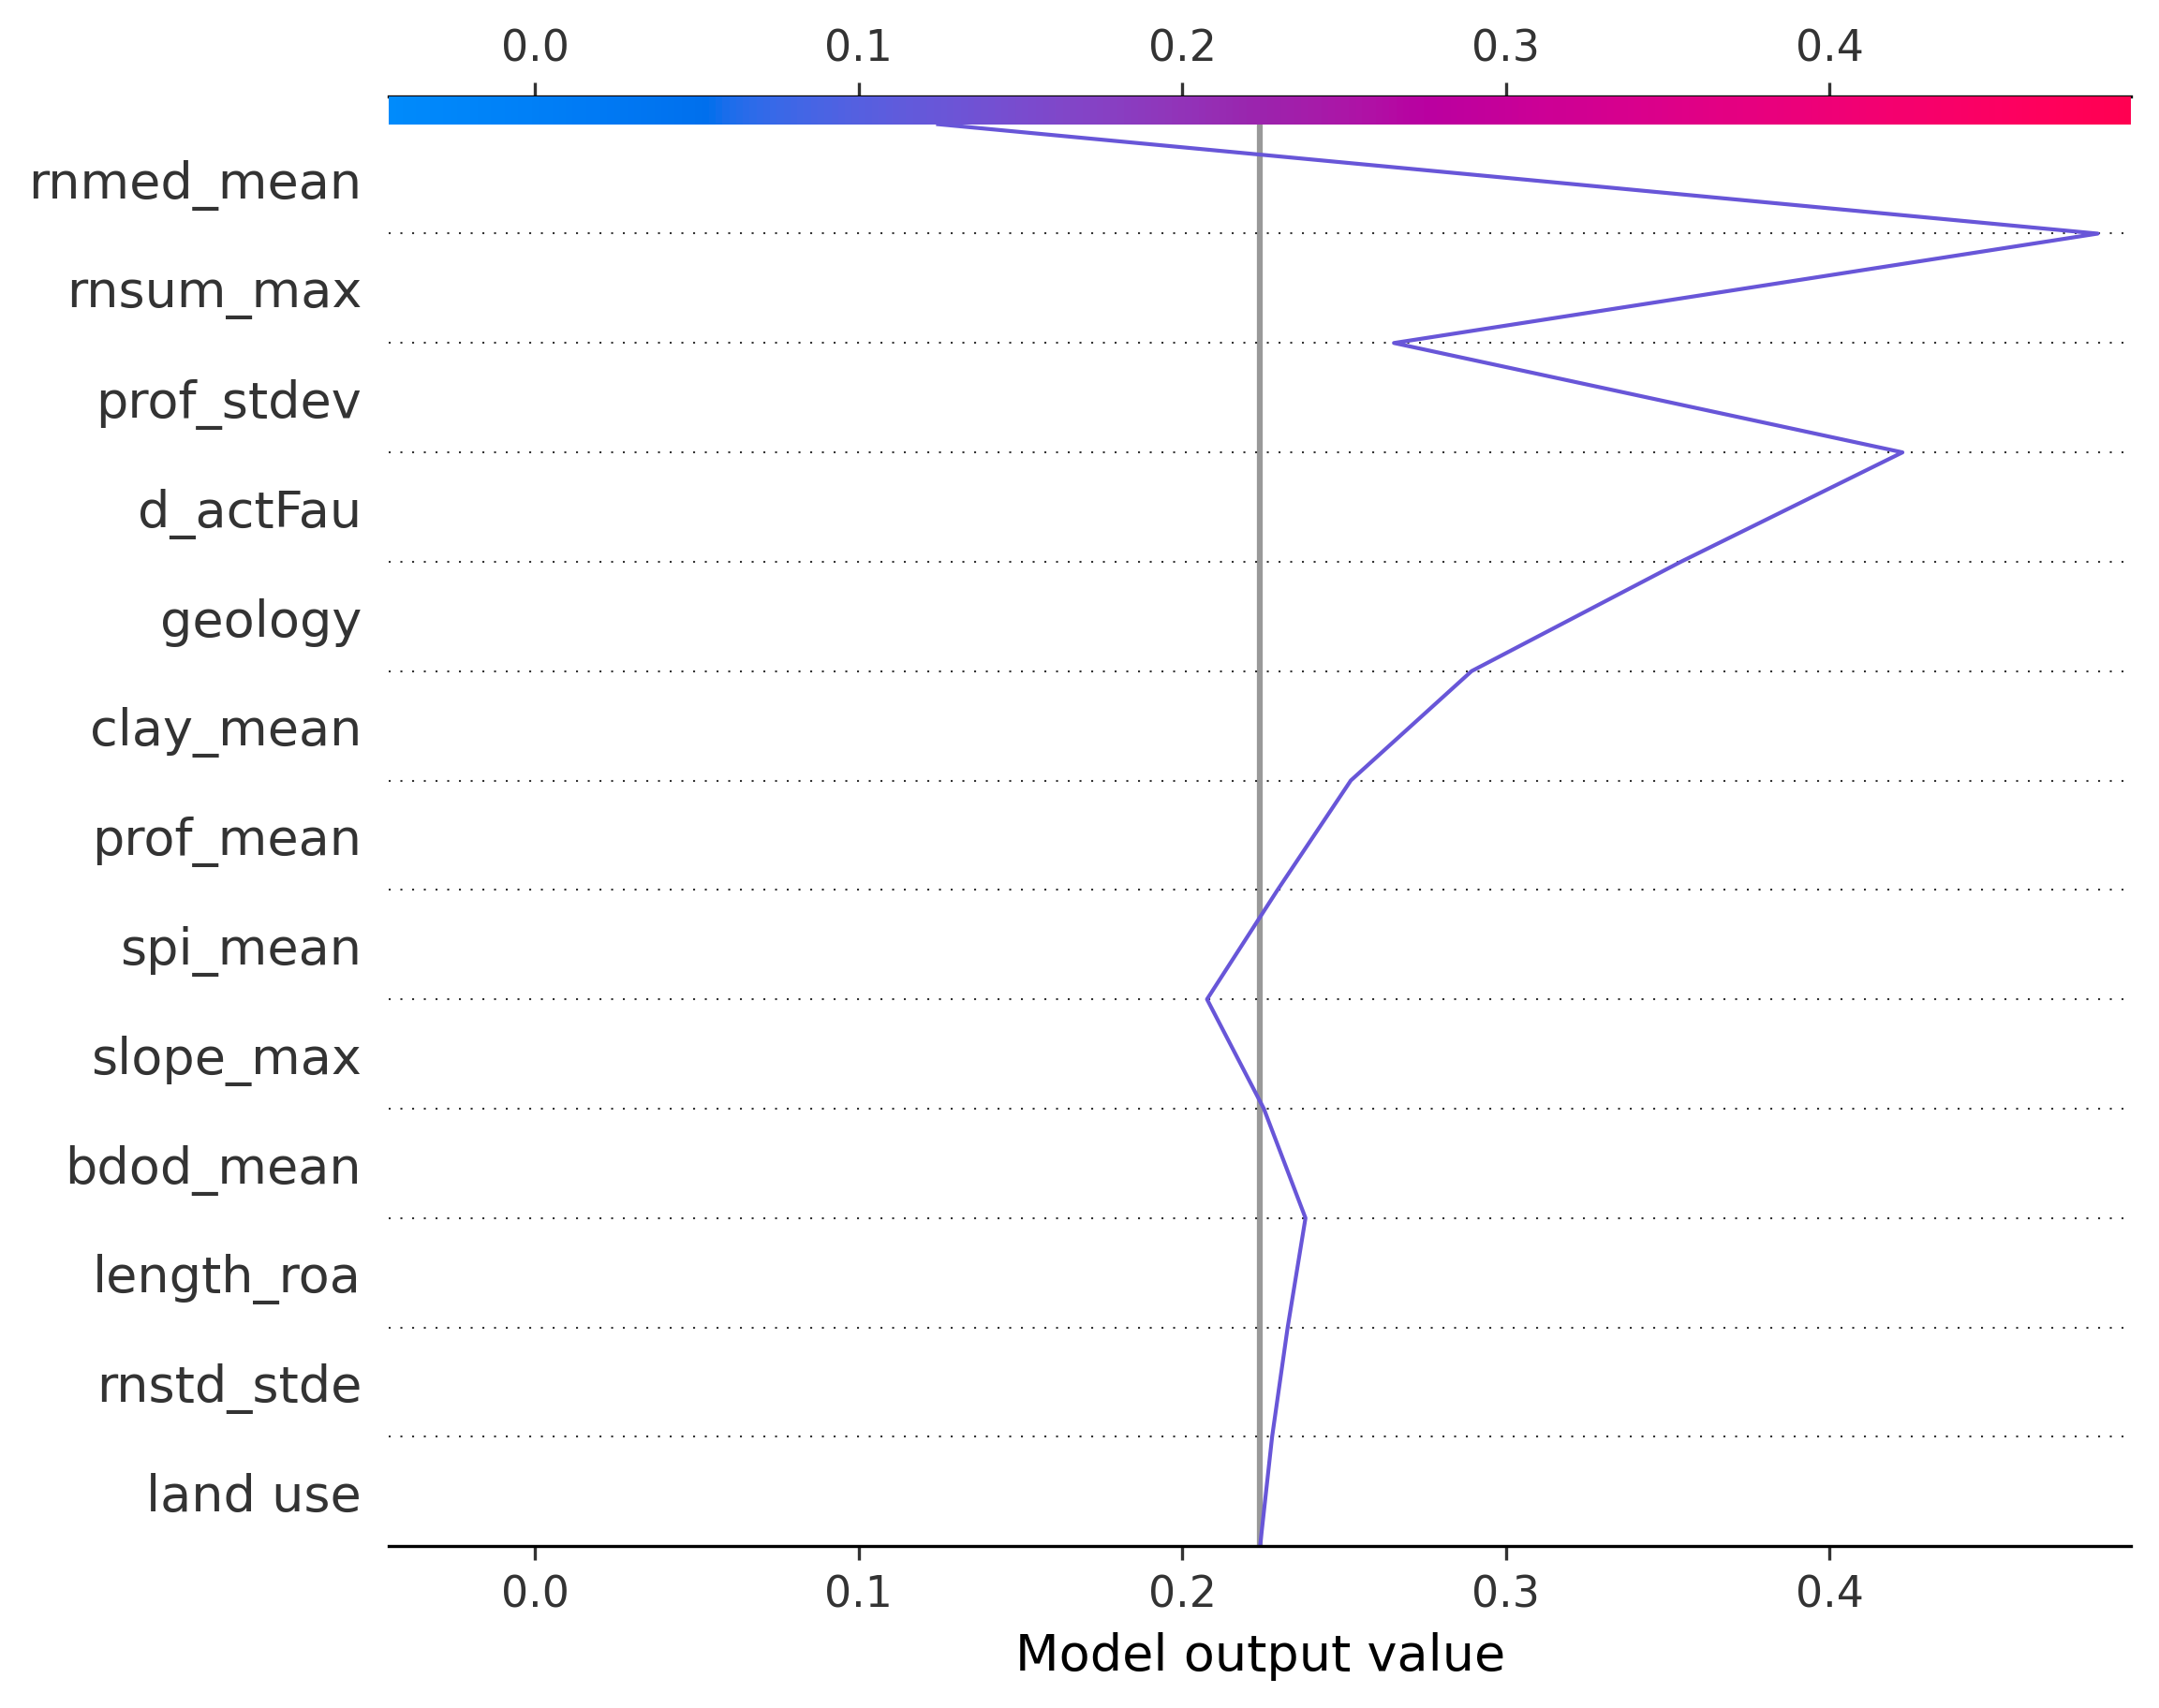 0.0 0.1 0.2 0.3 0.4
rnmed_mean
rnsum_max
prof_stdev
d_actFau
geology
clay_mean
prof_mean
spi_mean
slope_max
bdod_mean
length_roa
rnstd_stde
land use
0.0 0.1 0.2 0.3 0.4
Model output value